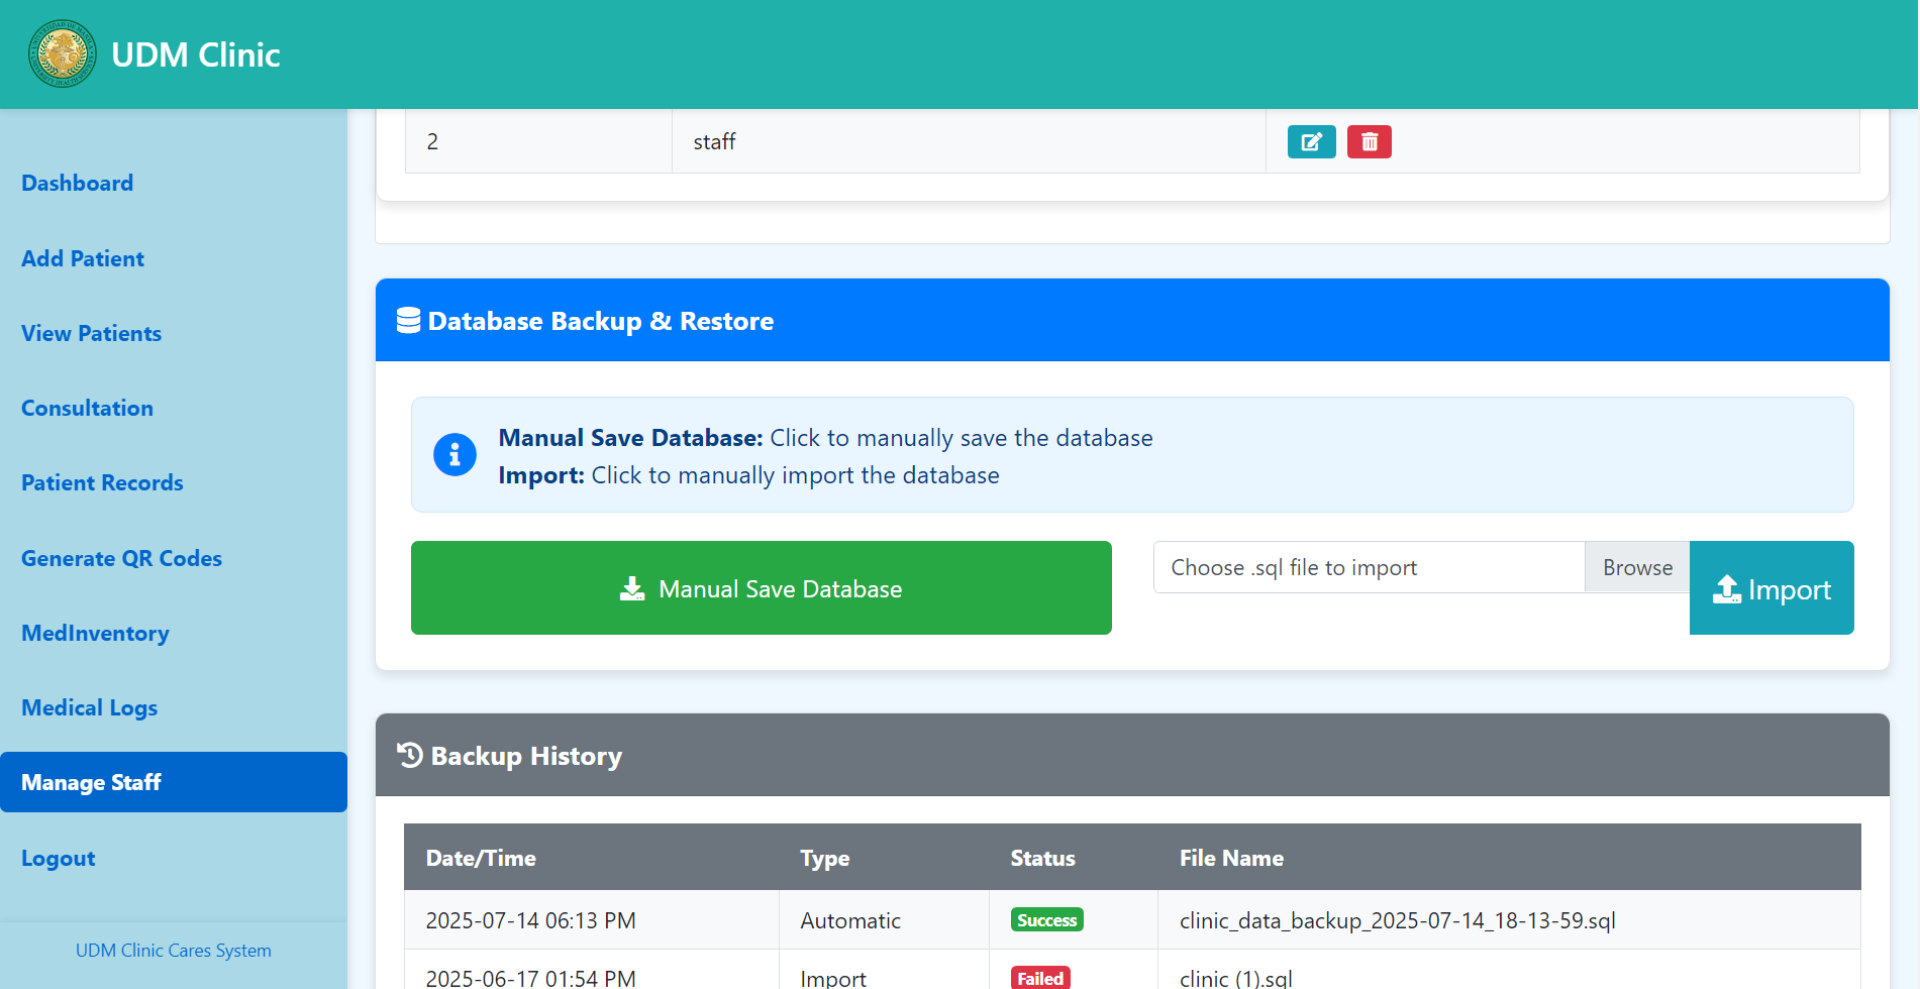 UDM Clinic
Dashboard
Add Patient
View Patients
Consultation
Patient Records
Generate QR Codes
MedInventory
Medical Logs
Manage Staff
Logout
UDM Clinic Cares System
2 staff
Database Backup & Restore
Manual Save Database: Click to manually save the database
Import: Click to manually import the database
Manual Save Database
Choose .sql file to import Browse Import
Backup History
Date/Time Type Status File Name
2025-07-14 06:13 PM Automatic Success clinic_data_backup_2025-07-14_18-13-59.sql
2025-06-17 01:54 PM Import Failed clinic (1).sql